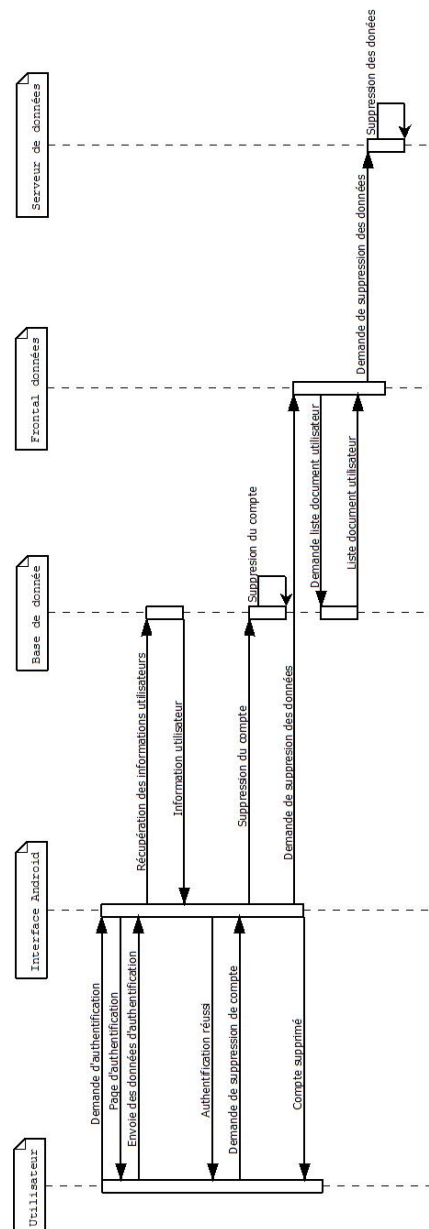 Utilisateur
Interface Android
Base de donnée
Frontal données
Serveur de données
Demande d'authentification
Page d'authentification
Envoie des données d'authentification
Récupération des informations utilisateurs
Information utilisateur
Authentification réussi
Demande de suppression de compte
Suppression du compte
Suppresion du compte
Demande de suppresion des données
Compte supprimé
Demande liste document utilisateur
Liste document utilisateur
Demande de suppression des données
Suppression des donées